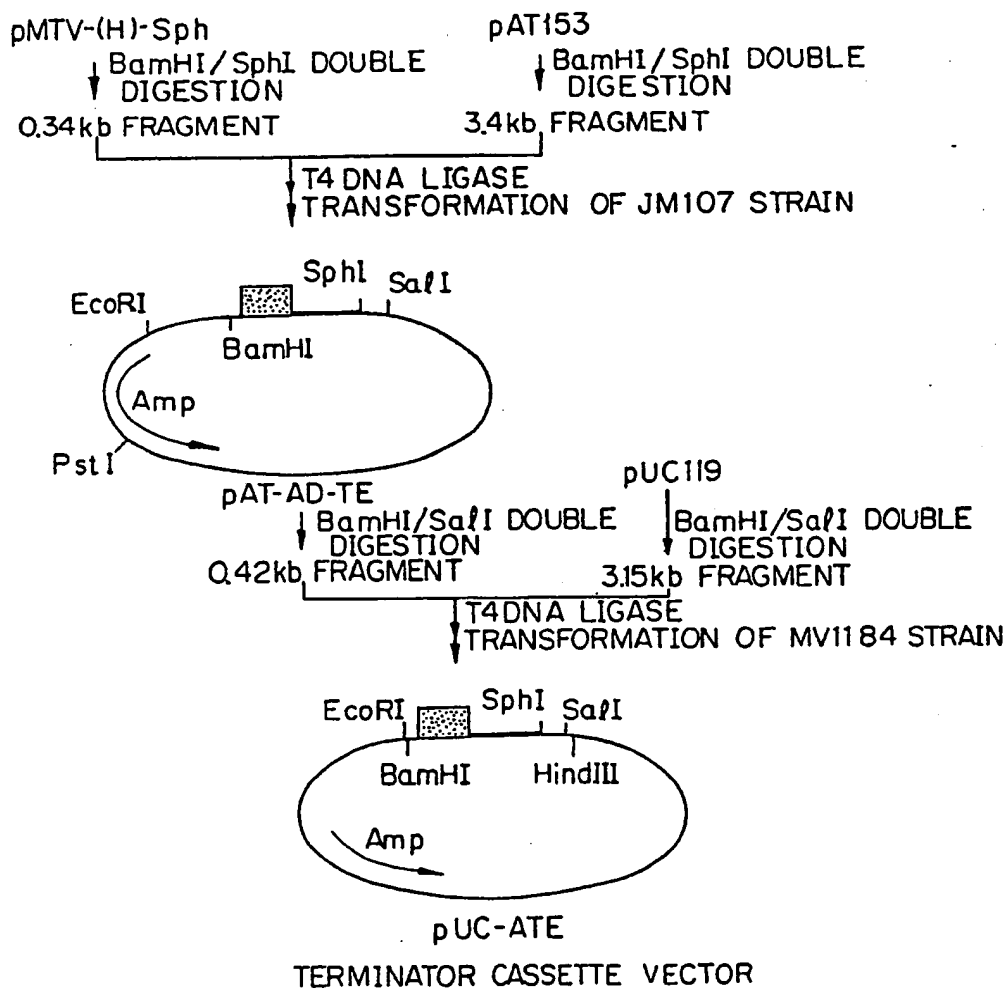 pMTV-(H)-Sph
pAT153
BamHI/SphI DOUBLE
DIGESTION
BamHI/SphI DOUBLE
DIGESTION
0.34kb FRAGMENT
3.4kb FRAGMENT
T4 DNA LIGASE
TRANSFORMATION OF JM107 STRAIN
SphI
SalI
EcoRI
BamHI
Amp
PstI
pAT-AD-TE
pUC119
BamHI/SalI DOUBLE
DIGESTION
BamHI/SalI DOUBLE
DIGESTION
0.42kb FRAGMENT
3.15kb FRAGMENT
T4 DNA LIGASE
TRANSFORMATION OF MV1184 STRAIN
EcoRI
SphI
SalI
BamHI
HindIII
Amp
pUC-ATE
TERMINATOR CASSETTE VECTOR